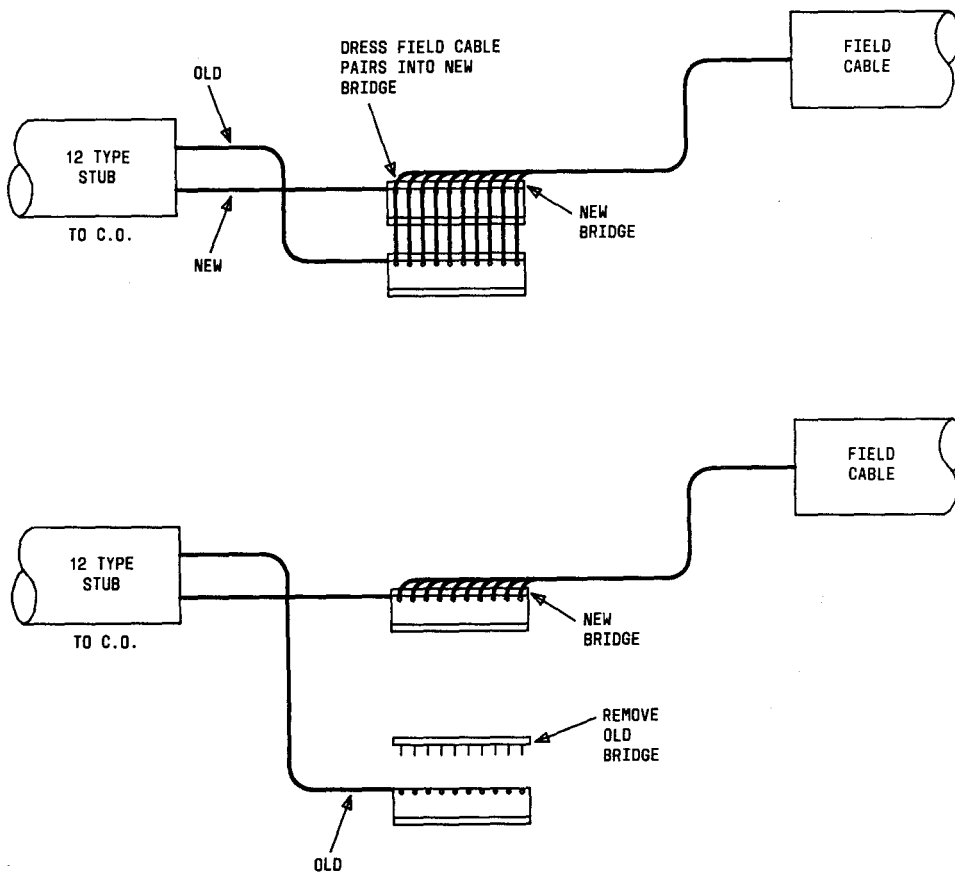 DRESS FIELD CABLE
PAIRS INTO NEW
BRIDGE
FIELD
CABLE
OLD
12 TYPE
STUB
NEW
BRIDGE
TO C.O.
NEW
FIELD
CABLE
12 TYPE
STUB
NEW
BRIDGE
TO C.O.
REMOVE
OLD
BRIDGE
OLD